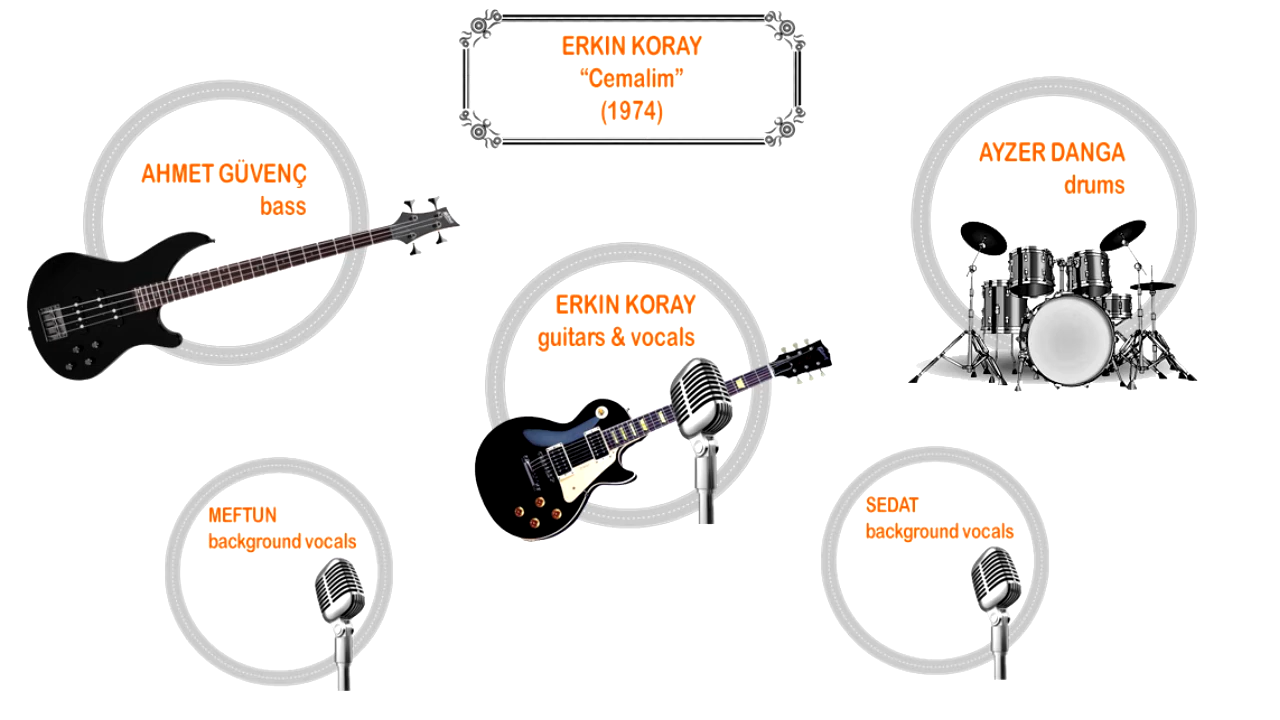 ERKIN KORAY
“Cemalim”
(1974)
AHMET GÜVENÇ
bass
AYZER DANGA
drums
ERKIN KORAY
guitars & vocals
MEFTUN
background vocals
SEDAT
background vocals